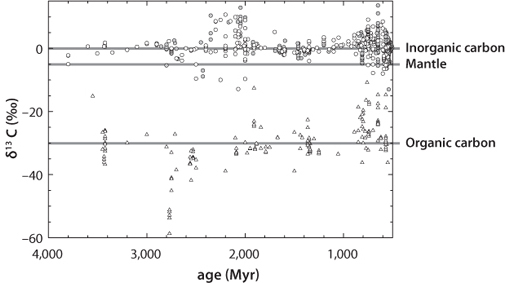 0
−20
−40
−60
δ¹³ C (‰)
4,000 3,000 2,000 1,000
age (Myr)
Inorganic carbon
Mantle
Organic carbon